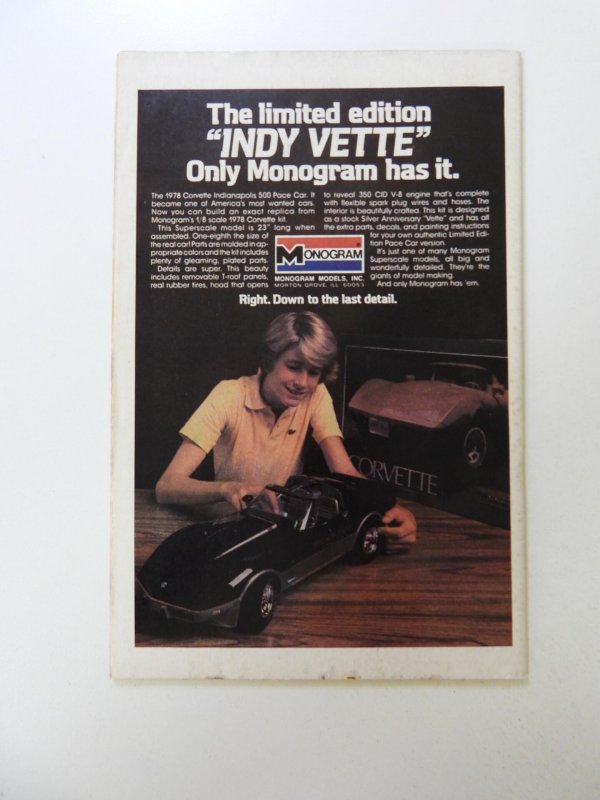 The limited edition
"INDY VETTE"
Only Monogram has it.
The 1978 Corvette Indianapolis 500 Pace Car. It
became one of America's most wanted cars.
Now you can build an exact replica from
Monogram's 1/8 scale 1978 Corvette kit.
This Superscale model is 23" long when
assembled. One-eighth the size of
the real car! Parts are molded in ap-
propriate colors and the kit includes
plenty of gleaming, plated parts.
Details are super. This beauty
includes removable T-roof panels,
real rubber tires, hood that opens
to reveal 350 CID V-8 engine that's complete
with flexible spark plug wires and hoses. The
interior is beautifully crafted. This kit is designed
as a stock Silver Anniversary "Vette" and has all
the extra parts, decals, and painting instructions
for your own authentic Limited Edi-
tion Pace Car version.
It's just one of many Monogram
Superscale models, all big and
wonderfully detailed. They're the
giants of model making.
And only Monogram has 'em.
MONOGRAM
MONOGRAM MODELS, INC.
MORTON GROVE, ILL. 60053
Right. Down to the last detail.
CORVETTE